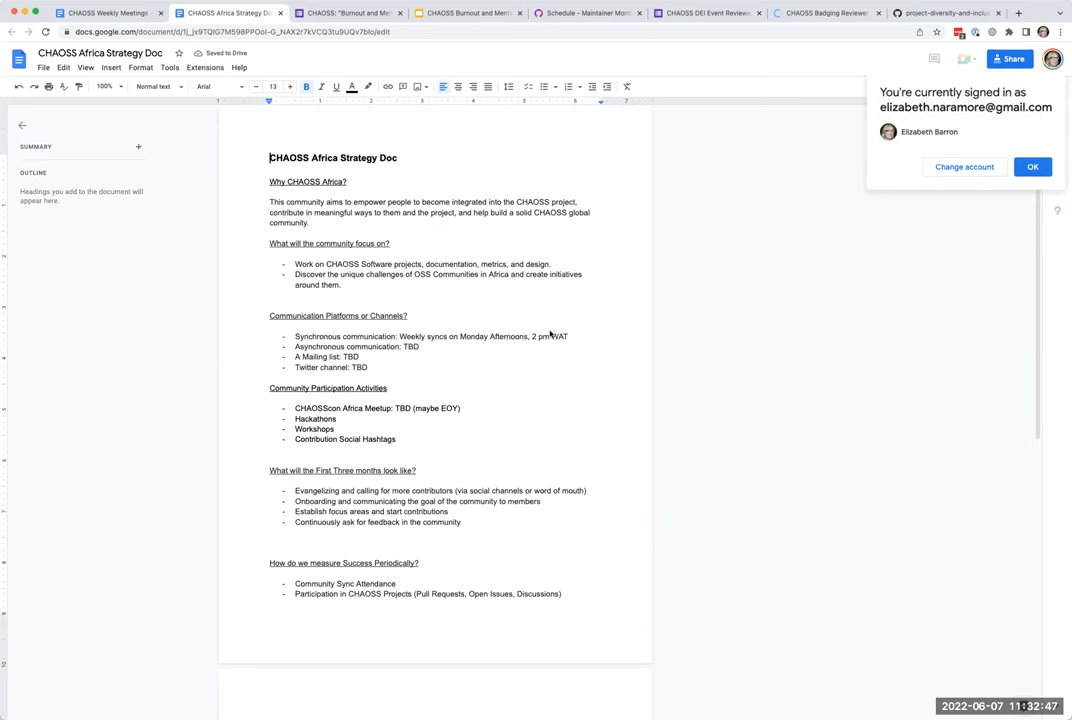 CHAOSS Weekly Meetings -
CHAOSS Africa Strategy Do
CHAOSS: "Burnout and Me
CHAOSS Burnout and Ment
Schedule - Maintainer Mont
CHAOSS DEI Event Reviewe
CHAOSS Badging Reviewer
project-diversity-and-inclus
docs.google.com/document/d/1j_jx9TQIG7M598PPOoI-G_NAX2r7kVCQ3tu9UQv7bIo/edit
CHAOSS Africa Strategy Doc
Saved to Drive
File Edit View Insert Format Tools Extensions Help
Share
100%
Normal text
Arial
13
B I U A
1 1 2 3 4 5 6 7
You're currently signed in as
elizabeth.naramore@gmail.com
Elizabeth Barron
Change account
OK
SUMMARY
OUTLINE
Headings you add to the document will
appear here.
CHAOSS Africa Strategy Doc
Why CHAOSS Africa?
This community aims to empower people to become integrated into the CHAOSS project,
contribute in meaningful ways to them and the project, and help build a solid CHAOSS global
community.
What will the community focus on?
- Work on CHAOSS Software projects, documentation, metrics, and design.
- Discover the unique challenges of OSS Communities in Africa and create initiatives
around them.
Communication Platforms or Channels?
- Synchronous communication: Weekly syncs on Monday Afternoons, 2 pm WAT
- Asynchronous communication: TBD
- A Mailing list: TBD
- Twitter channel: TBD
Community Participation Activities
- CHAOSScon Africa Meetup: TBD (maybe EOY)
- Hackathons
- Workshops
- Contribution Social Hashtags
What will the First Three months look like?
- Evangelizing and calling for more contributors (via social channels or word of mouth)
- Onboarding and communicating the goal of the community to members
- Establish focus areas and start contributions
- Continuously ask for feedback in the community
How do we measure Success Periodically?
- Community Sync Attendance
- Participation in CHAOSS Projects (Pull Requests, Open Issues, Discussions)
2022-06-07 11:32:47